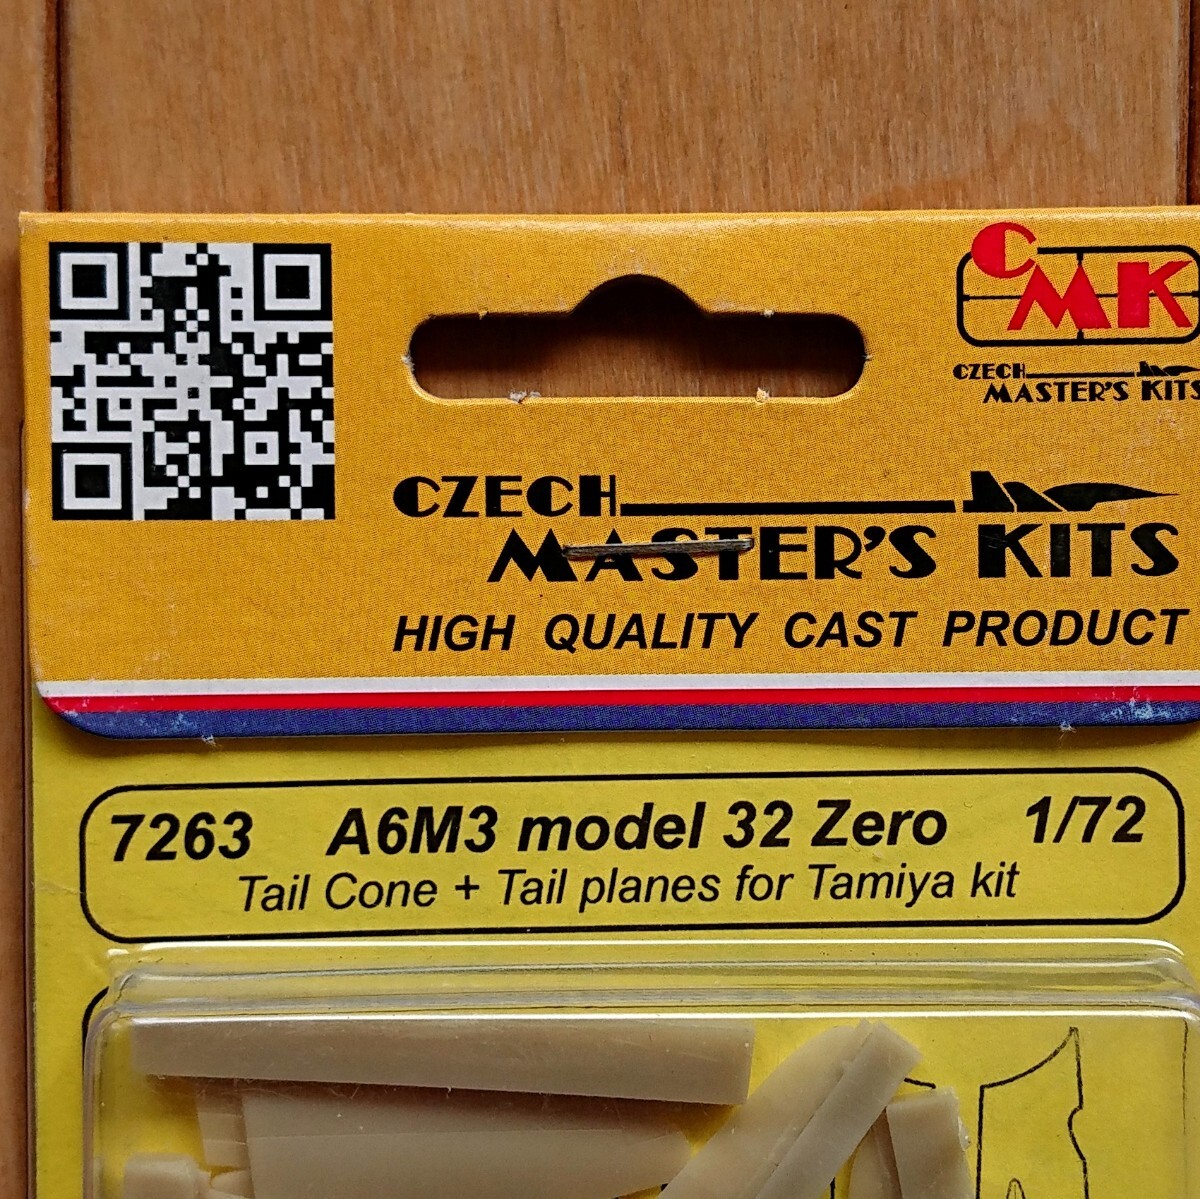 CMK
CZECH
MASTER'S KITS
CZECH
MASTER'S KITS
HIGH QUALITY CAST PRODUCT
7263 A6M3 model 32 Zero 1/72
Tail Cone + Tail planes for Tamiya kit